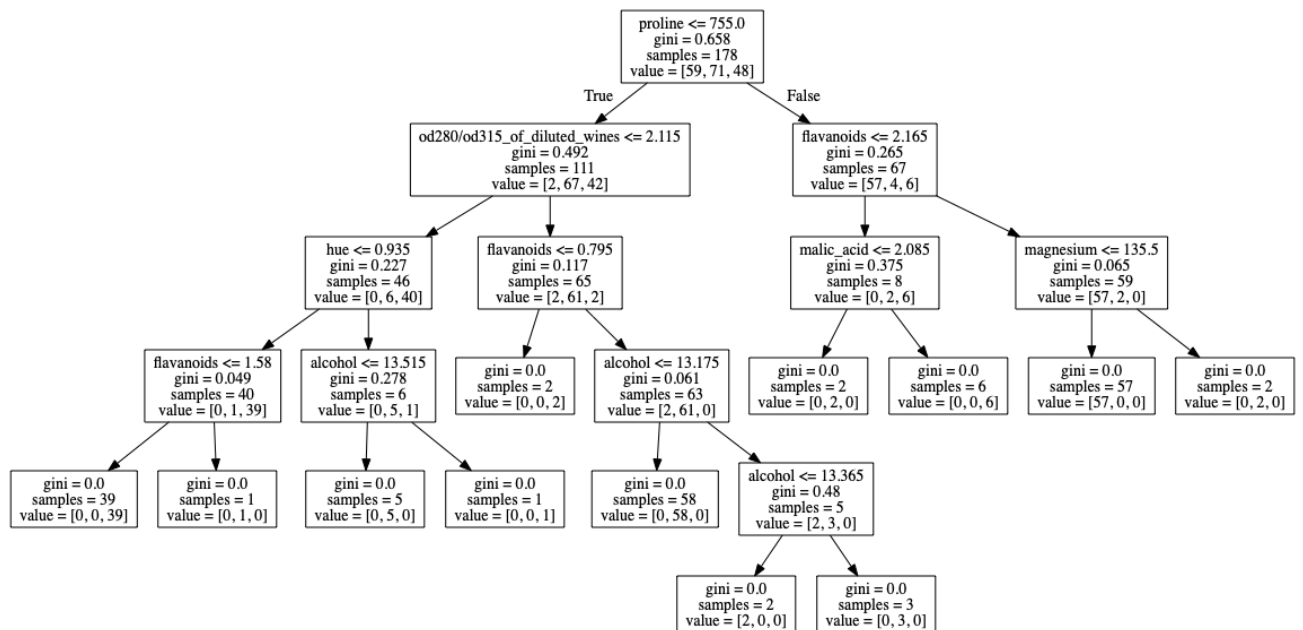 proline <= 755.0
gini = 0.658
samples = 178
value = [59, 71, 48]
True
False
od280/od315_of_diluted_wines <= 2.115
gini = 0.492
samples = 111
value = [2, 67, 42]
flavanoids <= 2.165
gini = 0.265
samples = 67
value = [57, 4, 6]
hue <= 0.935
gini = 0.227
samples = 46
value = [0, 6, 40]
flavanoids <= 0.795
gini = 0.117
samples = 65
value = [2, 61, 2]
malic_acid <= 2.085
gini = 0.375
samples = 8
value = [0, 2, 6]
magnesium <= 135.5
gini = 0.065
samples = 59
value = [57, 2, 0]
flavanoids <= 1.58
gini = 0.049
samples = 40
value = [0, 1, 39]
alcohol <= 13.515
gini = 0.278
samples = 6
value = [0, 5, 1]
gini = 0.0
samples = 2
value = [0, 0, 2]
alcohol <= 13.175
gini = 0.061
samples = 63
value = [2, 61, 0]
gini = 0.0
samples = 2
value = [0, 2, 0]
gini = 0.0
samples = 6
value = [0, 0, 6]
gini = 0.0
samples = 57
value = [57, 0, 0]
gini = 0.0
samples = 2
value = [0, 2, 0]
gini = 0.0
samples = 39
value = [0, 0, 39]
gini = 0.0
samples = 1
value = [0, 1, 0]
gini = 0.0
samples = 5
value = [0, 5, 0]
gini = 0.0
samples = 1
value = [0, 0, 1]
gini = 0.0
samples = 58
value = [0, 58, 0]
alcohol <= 13.365
gini = 0.48
samples = 5
value = [2, 3, 0]
gini = 0.0
samples = 2
value = [2, 0, 0]
gini = 0.0
samples = 3
value = [0, 3, 0]